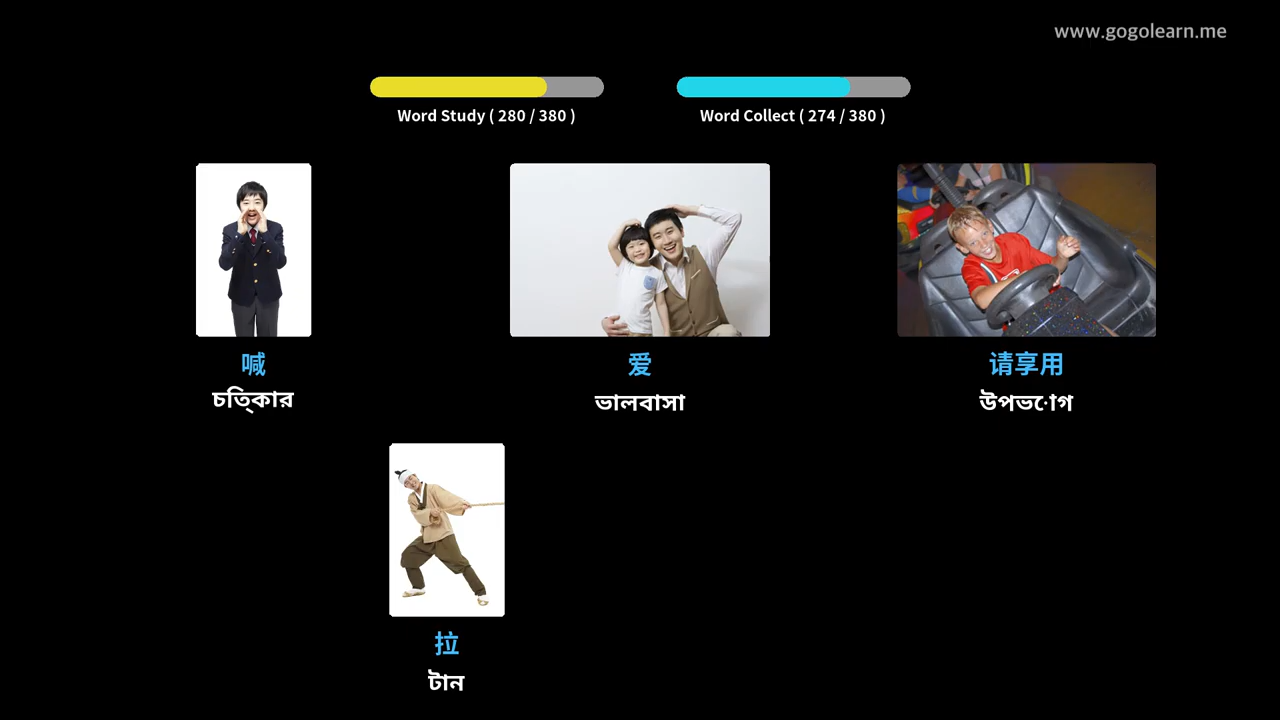 www.gogolearn.me
Word Study ( 280 / 380 )
Word Collect ( 274 / 380 )
喊
爱
请享用
চিত্কার
ভালবাসা
উপভোগ
拉
টান